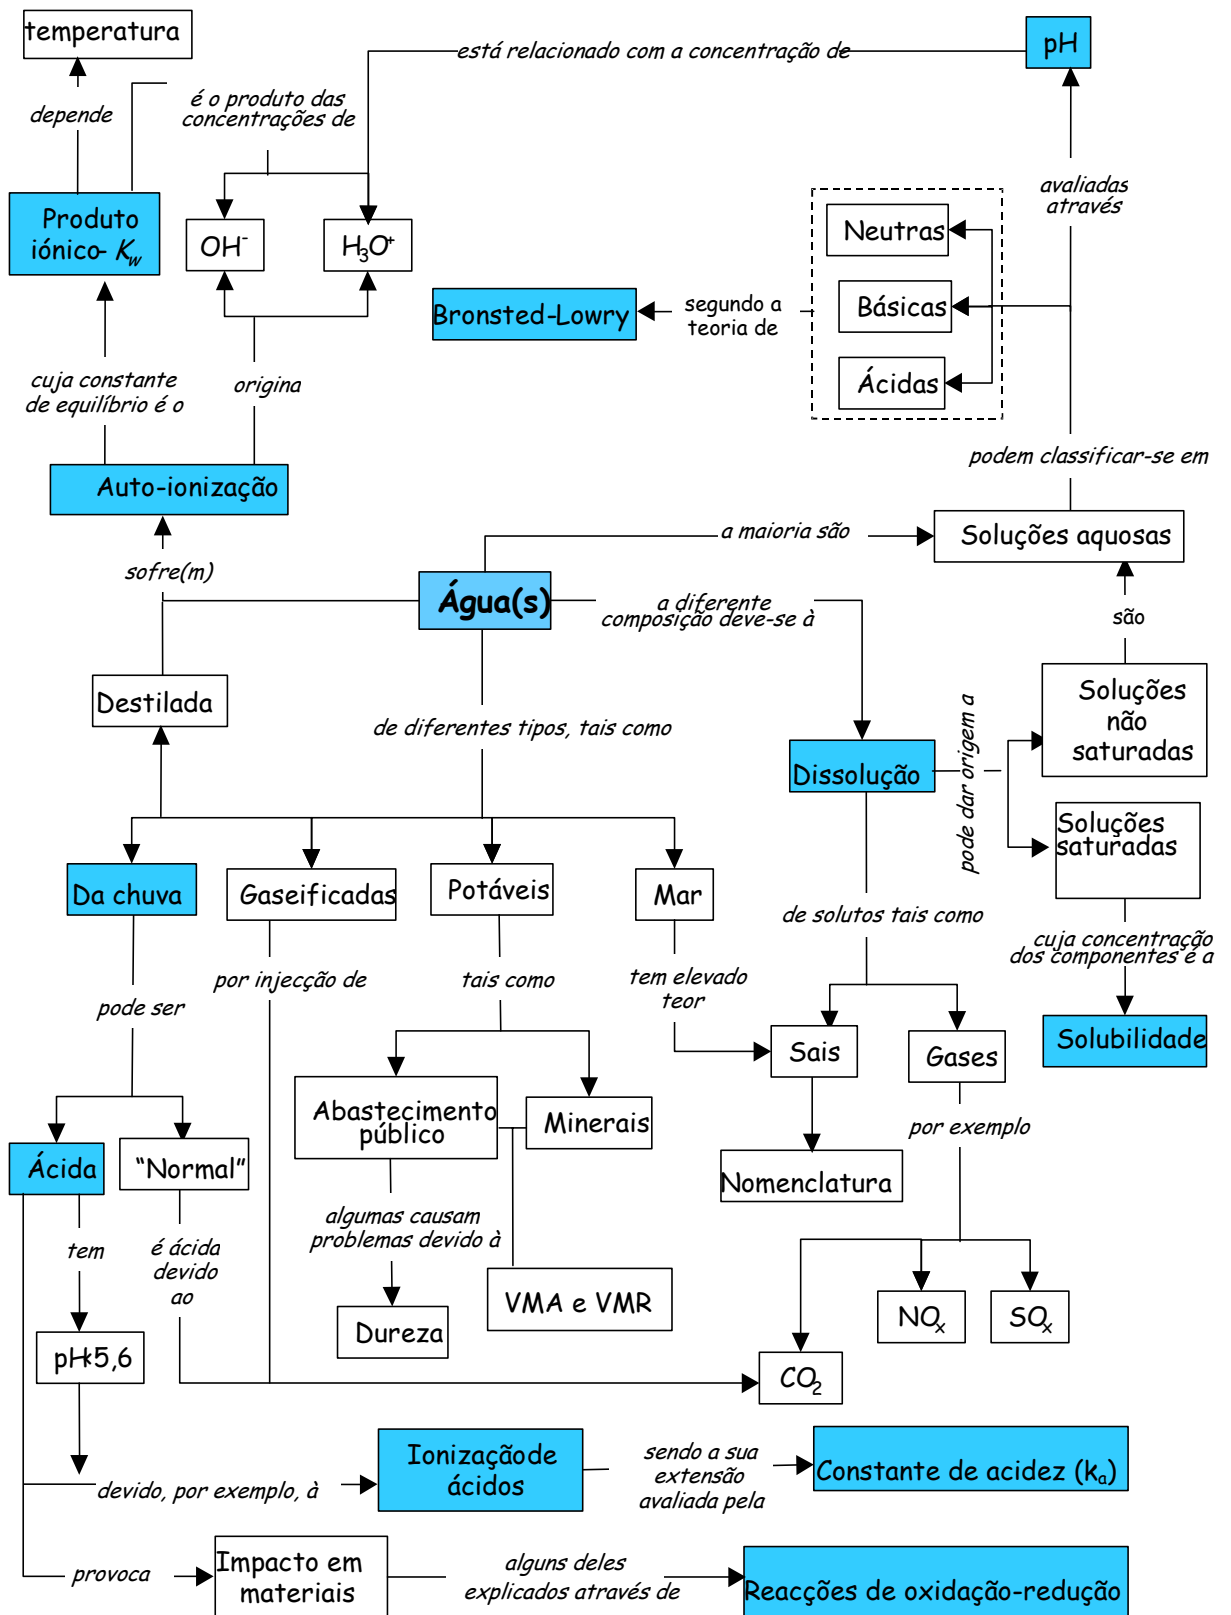 temperatura
está relacionado com a concentração de
pH
depende
é o produto das
concentrações de
Produto
iónico- Kw
OH⁻
H₃O⁺
avaliadas
através
Neutras
Básicas
Ácidas
Bronsted-Lowry
segundo a
teoria de
cuja constante
de equilíbrio é o
origina
podem classificar-se em
Auto-ionização
a maioria são
Soluções aquosas
sofre(m)
Água(s)
a diferente
composição deve-se à
são
Destilada
de diferentes tipos, tais como
Dissolução
pode dar origem a
Soluções
não
saturadas
Soluções
saturadas
Da chuva
Gaseificadas
Potáveis
Mar
de solutos tais como
cuja concentração
dos componentes é a
pode ser
por injecção de
tais como
tem elevado
teor
Sais
Gases
Solubilidade
Abastecimento
público
Minerais
por exemplo
Ácida
“Normal”
Nomenclatura
algumas causam
problemas devido à
tem
é ácida
devido
ao
VMA e VMR
Dureza
NOx
SOx
pH<5,6
CO₂
devido, por exemplo, à
Ionizaçãode
ácidos
sendo a sua
extensão
avaliada pela
Constante de acidez (ka)
provoca
Impacto em
materiais
alguns deles
explicados através de
Reacções de oxidação-redução